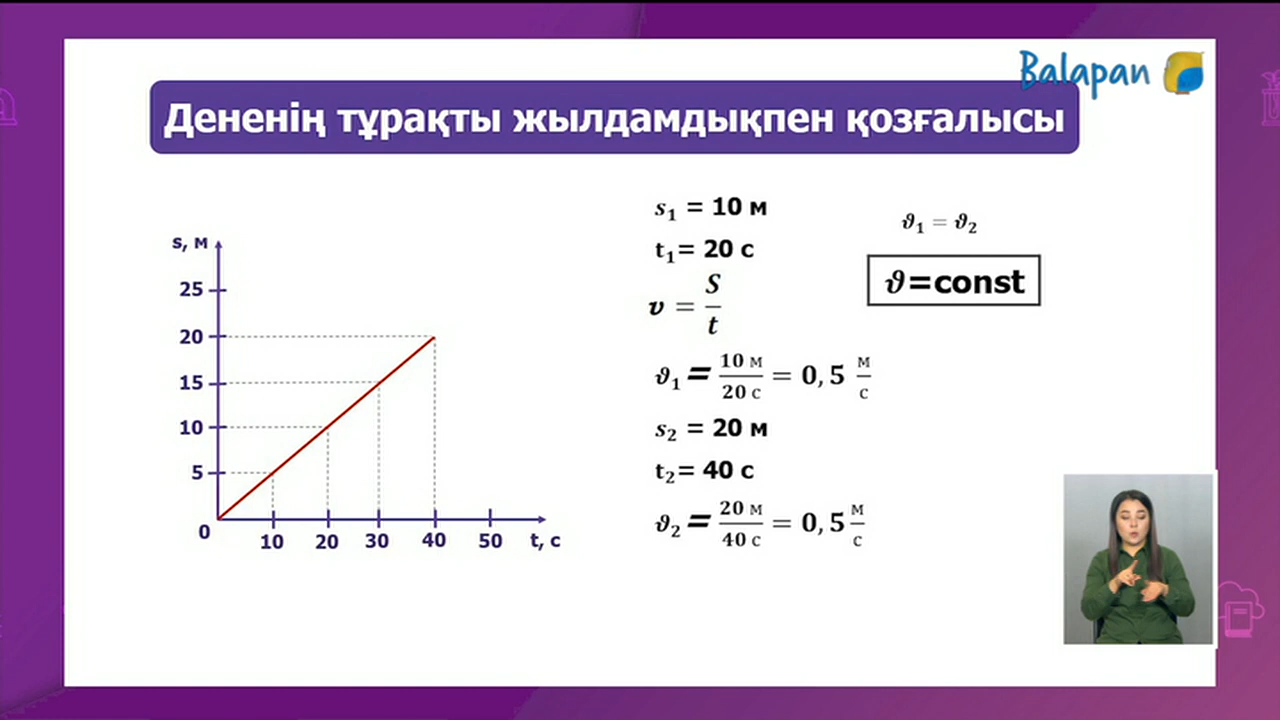 Balapan
Дененің тұрақты жылдамдықпен қозғалысы
s, м
25
20
15
10
5
0
10 20 30 40 50 t, с
s₁ = 10 м
t₁= 20 с
v = S/t
ϑ₁ = 10 м/20 с = 0,5 м/с
s₂ = 20 м
t₂= 40 с
ϑ₂ = 20 м/40 с = 0,5 м/с
ϑ₁ = ϑ₂
ϑ=const